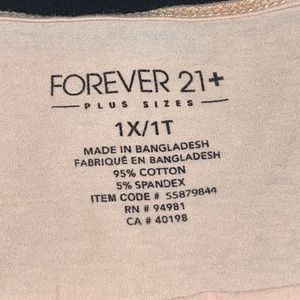 FOREVER 21+
PLUS SIZES
1X/1T
MADE IN BANGLADESH
FABRIQUÉ EN BANGLADESH
95% COTTON
5% SPANDEX
ITEM CODE # 55879844
RN # 94981
CA # 40198